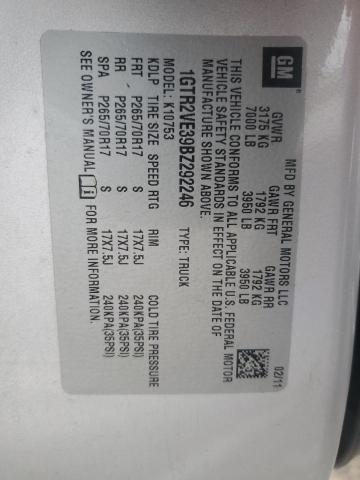 GM
MFD BY GENERAL MOTORS LLC
02/11
GVWR GAWR FRT GAWR RR
3175 KG 1792 KG 1792 KG
7000 LB 3950 LB 3950 LB
THIS VEHICLE CONFORMS TO ALL APPLICABLE U.S. FEDERAL MOTOR
VEHICLE SAFETY STANDARDS IN EFFECT ON THE DATE OF
MANUFACTURE SHOWN ABOVE.
1GTR2VE39BZ292246 TYPE: TRUCK
MODEL: K10753
KDLP TIRE SIZE SPEED RTG RIM COLD TIRE PRESSURE
FRT P265/70R17 S 17X7.5J 240KPA(35PSI)
RR P265/70R17 S 17X7.5J 240KPA(35PSI)
SPA P265/70R17 S 17X7.5J 240KPA(35PSI)
SEE OWNER'S MANUAL FOR MORE INFORMATION